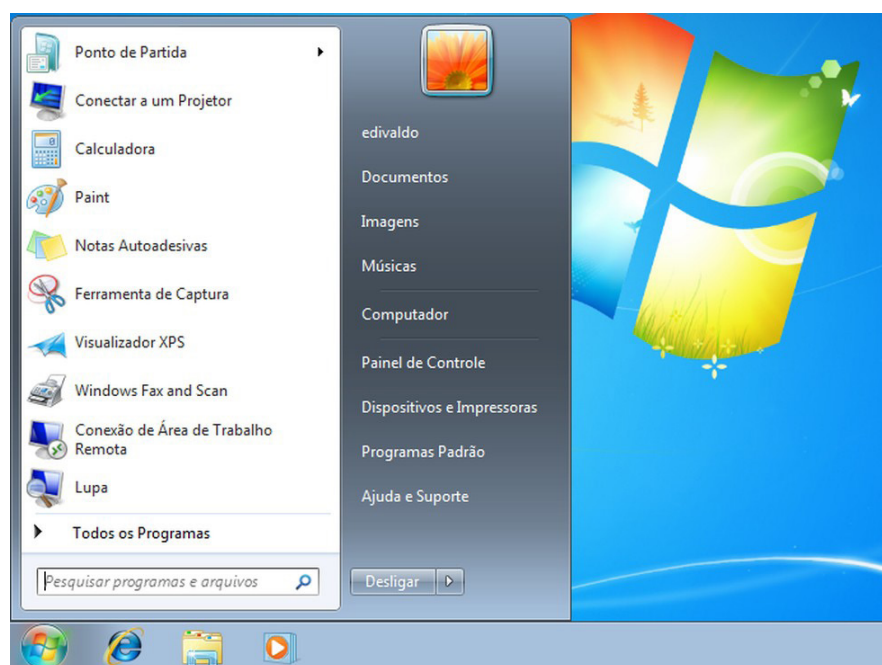 Ponto de Partida
Conectar a um Projetor
Calculadora
Paint
Notas Autoadesivas
Ferramenta de Captura
Visualizador XPS
Windows Fax and Scan
Conexão de Área de Trabalho
Remota
Lupa
Todos os Programas
Pesquisar programas e arquivos
edivaldo
Documentos
Imagens
Músicas
Computador
Painel de Controle
Dispositivos e Impressoras
Programas Padrão
Ajuda e Suporte
Desligar